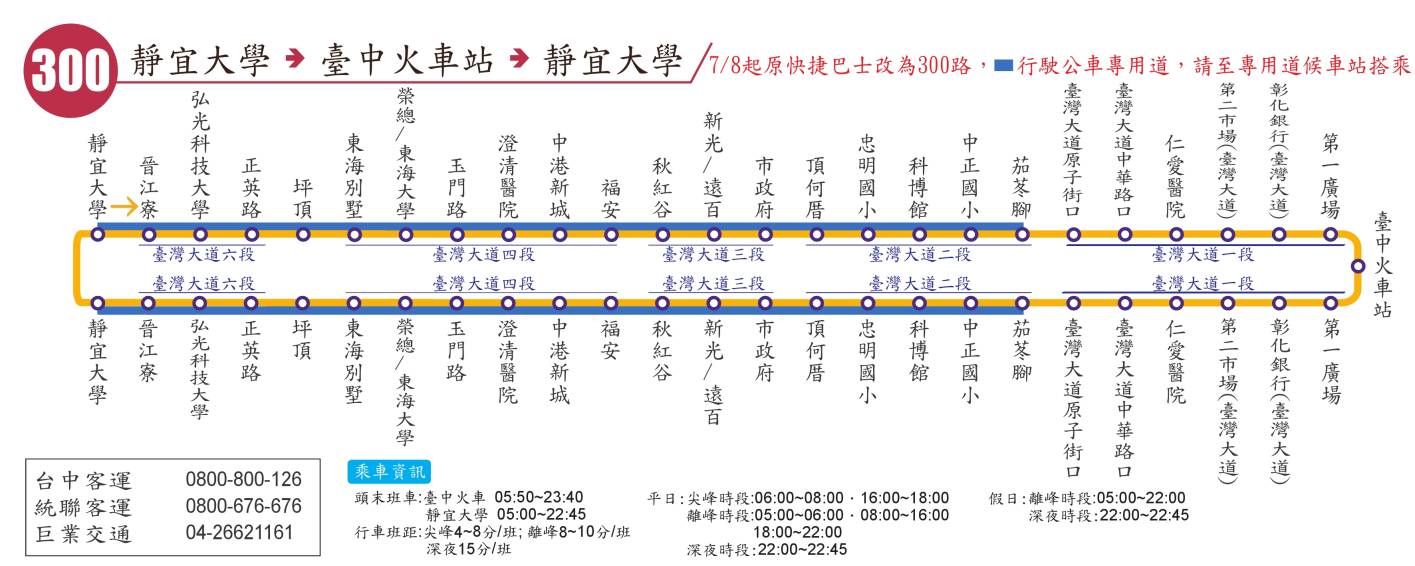 300
靜宜大學 → 臺中火車站 → 靜宜大學
7/8起原快捷巴士改為300路，行駛公車專用道，請至專用道候車站搭乘
靜宜大學
晉江寮
弘光科技大學
正英路
坪頂
東海別墅
榮總/東海大學
玉門路
澄清醫院
中港新城
福安
秋紅谷
新光/遠百
市政府
頂何厝
忠明國小
科博館
中正國小
茄苳腳
臺灣大道原子街口
臺灣大道中華路口
仁愛醫院
第二市場(臺灣大道)
彰化銀行(臺灣大道)
第一廣場
臺中火車站
臺灣大道六段
臺灣大道四段
臺灣大道三段
臺灣大道二段
臺灣大道一段
臺灣大道六段
臺灣大道四段
臺灣大道三段
臺灣大道二段
臺灣大道一段
靜宜大學
晉江寮
弘光科技大學
正英路
坪頂
東海別墅
榮總/東海大學
玉門路
澄清醫院
中港新城
福安
秋紅谷
新光/遠百
市政府
頂何厝
忠明國小
科博館
中正國小
茄苳腳
臺灣大道原子街口
臺灣大道中華路口
仁愛醫院
第二市場(臺灣大道)
彰化銀行(臺灣大道)
第一廣場
台中客運 0800-800-126
統聯客運 0800-676-676
巨業交通 04-26621161
乘車資訊
頭末班車:臺中火車 05:50~23:40
靜宜大學 05:00~22:45
行車班距:尖峰4~8分/班; 離峰8~10分/班
深夜15分/班
平日:尖峰時段:06:00~08:00・16:00~18:00
離峰時段:05:00~06:00・08:00~16:00
18:00~22:00
深夜時段:22:00~22:45
假日:離峰時段:05:00~22:00
深夜時段:22:00~22:45